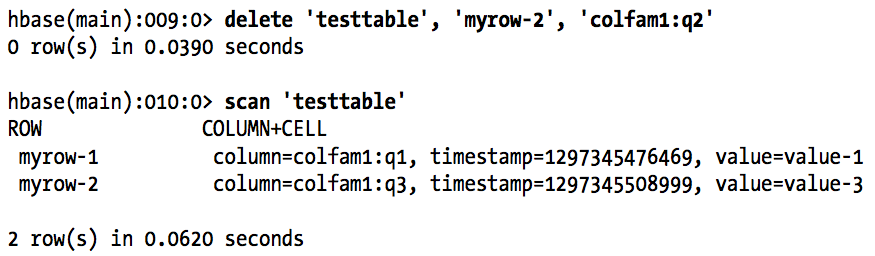 hbase(main):009:0> delete 'testtable', 'myrow-2', 'colfam1:q2'
0 row(s) in 0.0390 seconds
hbase(main):010:0> scan 'testtable'
ROW COLUMN+CELL
myrow-1 column=colfam1:q1, timestamp=1297345476469, value=value-1
myrow-2 column=colfam1:q3, timestamp=1297345508999, value=value-3
2 row(s) in 0.0620 seconds